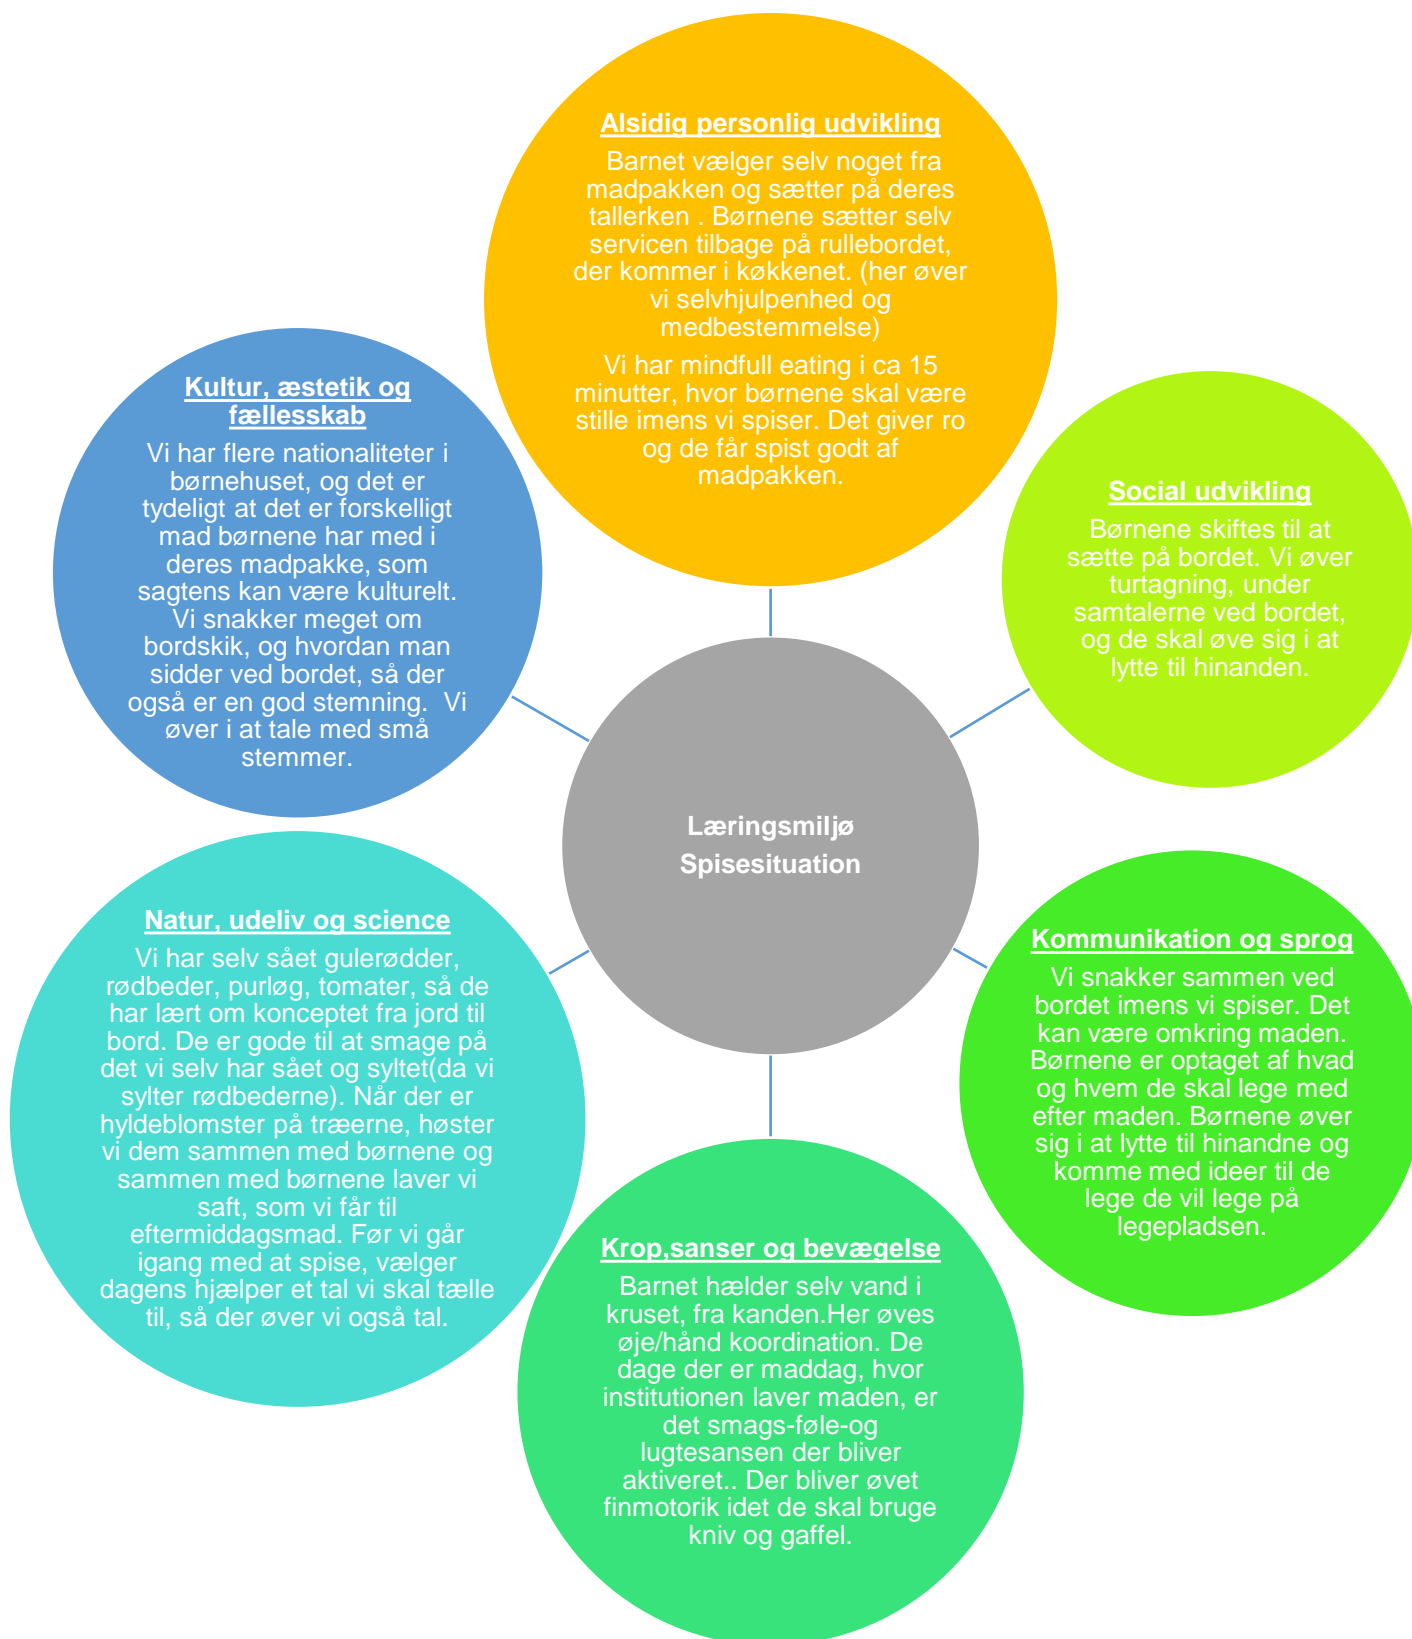 Alsidig personlig udvikling
Barnet vælger selv noget fra
madpakken og sætter på deres
tallerken . Børnene sætter selv
servicen tilbage på rullebordet,
der kommer i køkkenet. (her øver
vi selvhjulpenhed og
medbestemmelse)
Vi har mindfull eating i ca 15
minutter, hvor børnene skal være
stille imens vi spiser. Det giver ro
og de får spist godt af
madpakken.
Social udvikling
Børnene skiftes til at
sætte på bordet. Vi øver
turtagning, under
samtalerne ved bordet,
og de skal øve sig i at
lytte til hinanden.
Kommunikation og sprog
Vi snakker sammen ved
bordet imens vi spiser. Det
kan være omkring maden.
Børnene er optaget af hvad
og hvem de skal lege med
efter maden. Børnene øver
sig i at lytte til hinandne og
komme med ideer til de
lege de vil lege på
legepladsen.
Krop,sanser og bevægelse
Barnet hælder selv vand i
kruset, fra kanden.Her øves
øje/hånd koordination. De
dage der er maddag, hvor
institutionen laver maden, er
det smags-føle-og
lugtesansen der bliver
aktiveret.. Der bliver øvet
finmotorik idet de skal bruge
kniv og gaffel.
Natur, udeliv og science
Vi har selv sået gulerødder,
rødbeder, purløg, tomater, så de
har lært om konceptet fra jord til
bord. De er gode til at smage på
det vi selv har sået og syltet(da vi
sylter rødbederne). Når der er
hyldeblomster på træerne, høster
vi dem sammen med børnene og
sammen med børnene laver vi
saft, som vi får til
eftermiddagsmad. Før vi går
igang med at spise, vælger
dagens hjælper et tal vi skal tælle
til, så der øver vi også tal.
Kultur, æstetik og
fællesskab
Vi har flere nationaliteter i
børnehuset, og det er
tydeligt at det er forskelligt
mad børnene har med i
deres madpakke, som
sagtens kan være kulturelt.
Vi snakker meget om
bordskik, og hvordan man
sidder ved bordet, så der
også er en god stemning.  Vi
øver i at tale med små
stemmer.
Læringsmiljø
Spisesituation